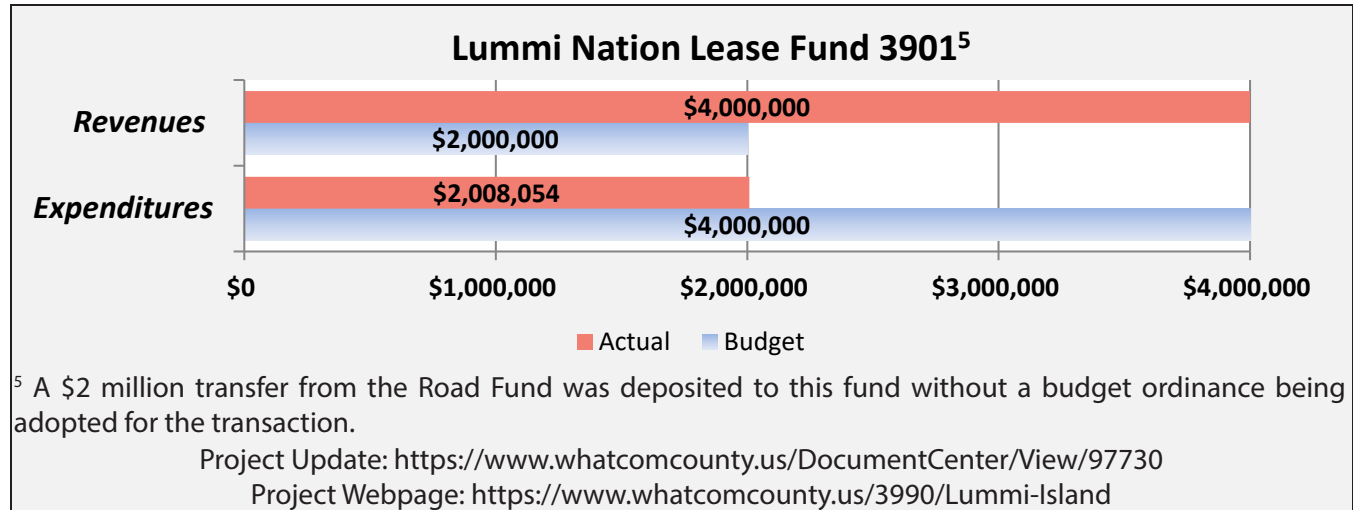 Lummi Nation Lease Fund 3901⁵
Revenues
$4,000,000
$2,000,000
Expenditures
$2,008,054
$4,000,000
$0 $1,000,000 $2,000,000 $3,000,000 $4,000,000
Actual Budget
⁵ A $2 million transfer from the Road Fund was deposited to this fund without a budget ordinance being
adopted for the transaction.
Project Update: https://www.whatcomcounty.us/DocumentCenter/View/97730
Project Webpage: https://www.whatcomcounty.us/3990/Lummi-Island